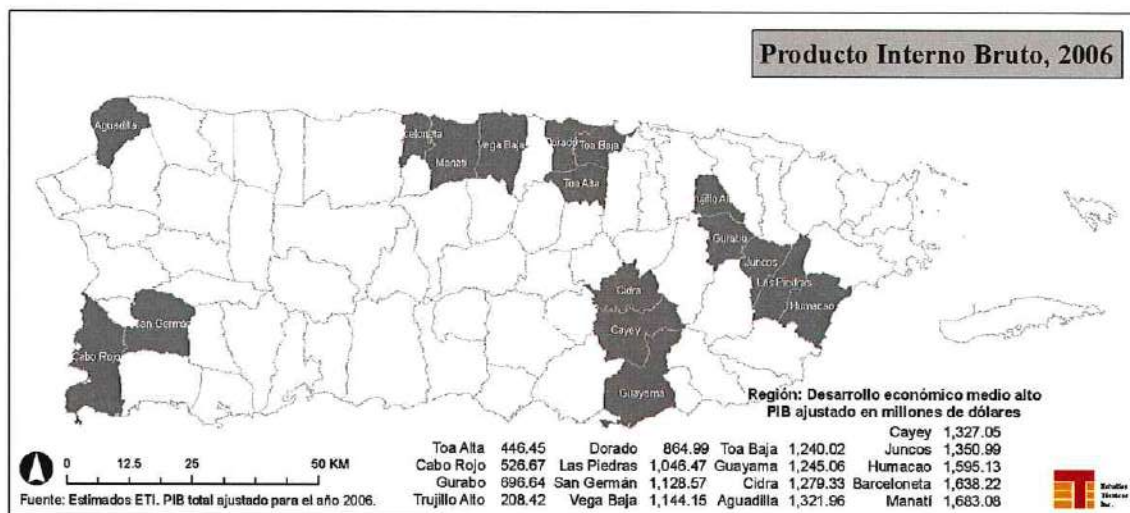 Producto Interno Bruto, 2006
Aguadilla
celoneta
Manatí
Vega Baja
Dorado
Toa Baja
Toa Alta
rujillo Al
Gurabo
Juncos
Las Piedras
Humacao
Cidra
Cayey
Guayama
San Germán
Cabo Rojo
Región: Desarrollo económico medio alto
PIB ajustado en millones de dólares
Cayey 1,327.05
Toa Alta 446.45 Dorado 864.99 Toa Baja 1,240.02 Juncos 1,350.99
Cabo Rojo 526.67 Las Piedras 1,046.47 Guayama 1,245.06 Humacao 1,595.13
Gurabo 696.64 San Germán 1,128.57 Cidra 1,279.33 Barceloneta 1,638.22
Trujillo Alto 208.42 Vega Baja 1,144.15 Aguadilla 1,321.96 Manatí 1,683.08
0 12.5 25 50 KM
Fuente: Estimados ETI. PIB total ajustado para el año 2006.
Estudios
Técnicos
Inc.